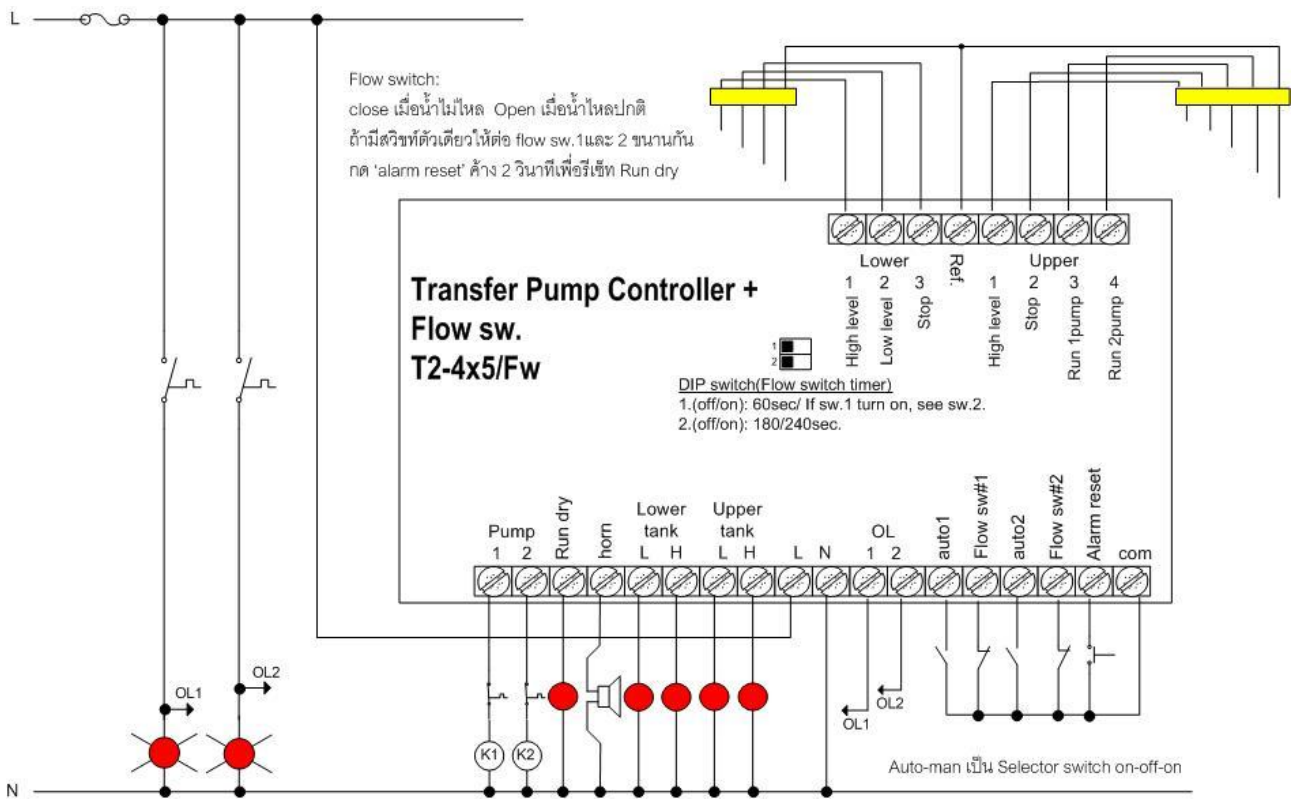 L
Flow switch:
close เมื่อน้ำไม่ไหล Open เมื่อน้ำไหลปกติ
ถ้ามีสวิชท์ตัวเดียวให้ต่อ flow sw.1และ 2 ขนานกัน
กด 'alarm reset' ค้าง 2 วินาทีเพื่อรีเซ็ท Run dry
Transfer Pump Controller +
Flow sw.
T2-4x5/Fw
Lower
Ref.
Upper
1 2 3 1 2 3 4
High level
Low level
Stop
High level
Stop
Run 1pump
Run 2pump
1
2
DIP switch(Flow switch timer)
1.(off/on): 60sec/ If sw.1 turn on, see sw.2.
2.(off/on): 180/240sec.
Pump
1 2
Run dry
horn
Lower
tank
L H
Upper
tank
L H
L N
OL
1 2
auto1
Flow sw#1
auto2
Flow sw#2
Alarm reset
com
OL1
OL2
OL1
OL2
K1
K2
Auto-man เป็น Selector switch on-off-on
N